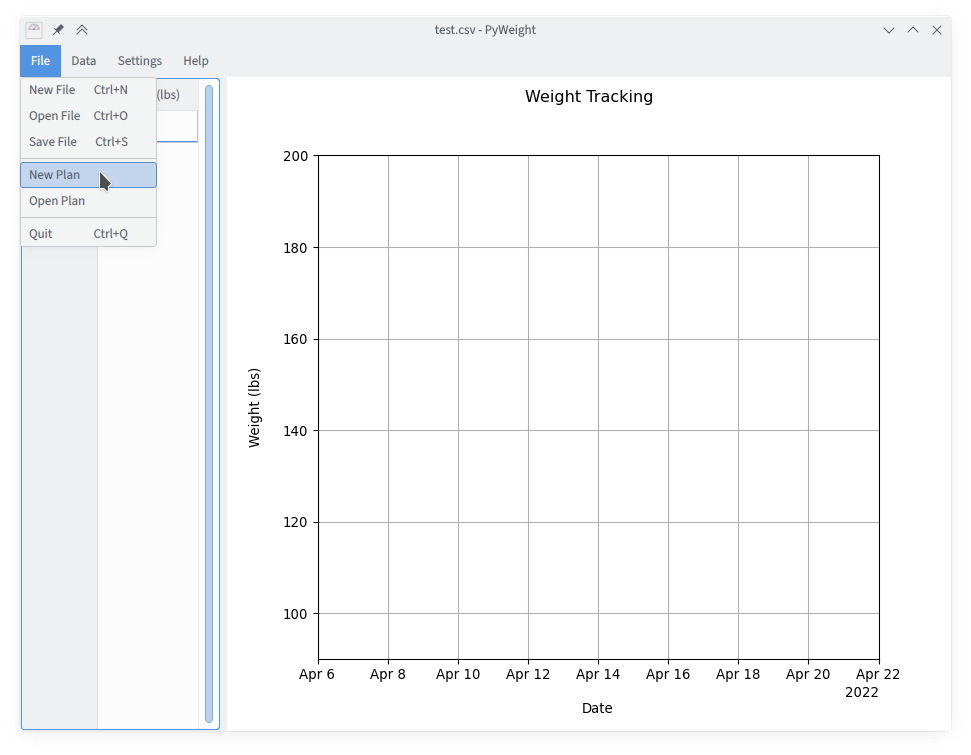 test.csv - PyWeight
File Data Settings Help
New File Ctrl+N
Open File Ctrl+O
Save File Ctrl+S
New Plan
Open Plan
Quit Ctrl+Q
(lbs)
Weight Tracking
200
180
160
140
120
100
Weight (lbs)
Apr 6 Apr 8 Apr 10 Apr 12 Apr 14 Apr 16 Apr 18 Apr 20 Apr 22
2022
Date